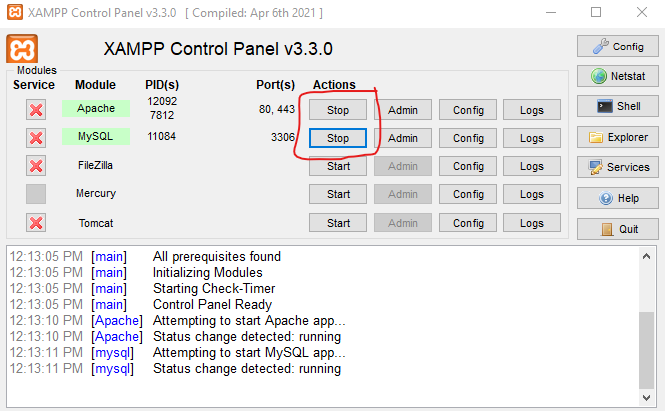 XAMPP Control Panel v3.3.0 [ Compiled: Apr 6th 2021 ]
XAMPP Control Panel v3.3.0
Config
Modules
Service Module PID(s) Port(s) Actions
Netstat
Apache 12092 7812 80, 443 Stop Admin Config Logs
Shell
MySQL 11084 3306 Stop Admin Config Logs
Explorer
FileZilla Start Admin Config Logs
Services
Mercury Start Admin Config Logs
Help
Tomcat Start Admin Config Logs
Quit
12:13:05 PM [main] All prerequisites found
12:13:05 PM [main] Initializing Modules
12:13:05 PM [main] Starting Check-Timer
12:13:05 PM [main] Control Panel Ready
12:13:10 PM [Apache] Attempting to start Apache app...
12:13:10 PM [Apache] Status change detected: running
12:13:11 PM [mysql] Attempting to start MySQL app...
12:13:11 PM [mysql] Status change detected: running